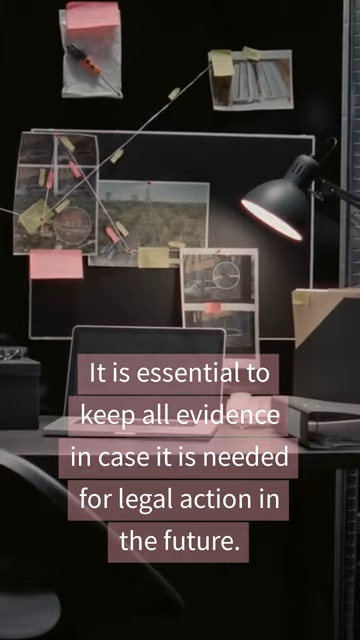 It is essential to
keep all evidence
in case it is needed
for legal action in
the future.